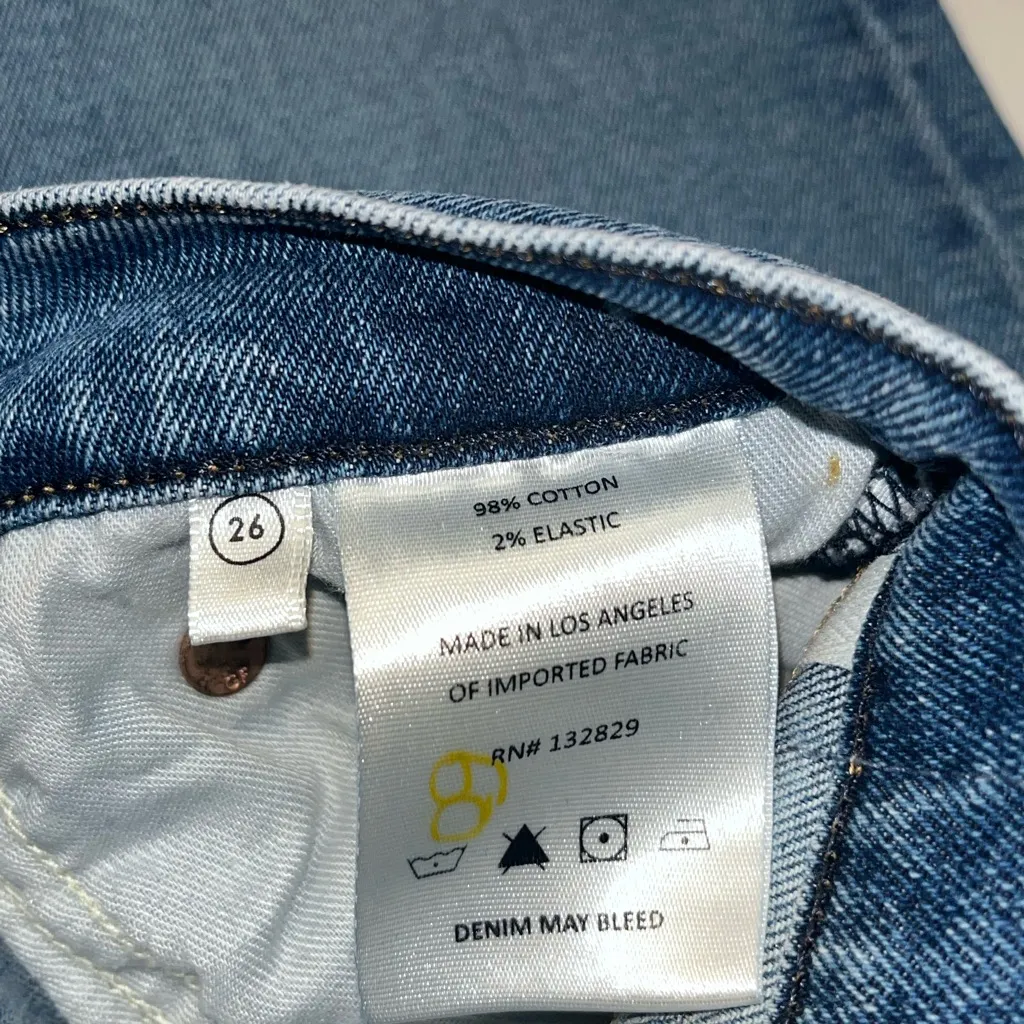 26
98% COTTON
2% ELASTIC
MADE IN LOS ANGELES
OF IMPORTED FABRIC
RN# 132829
DENIM MAY BLEED